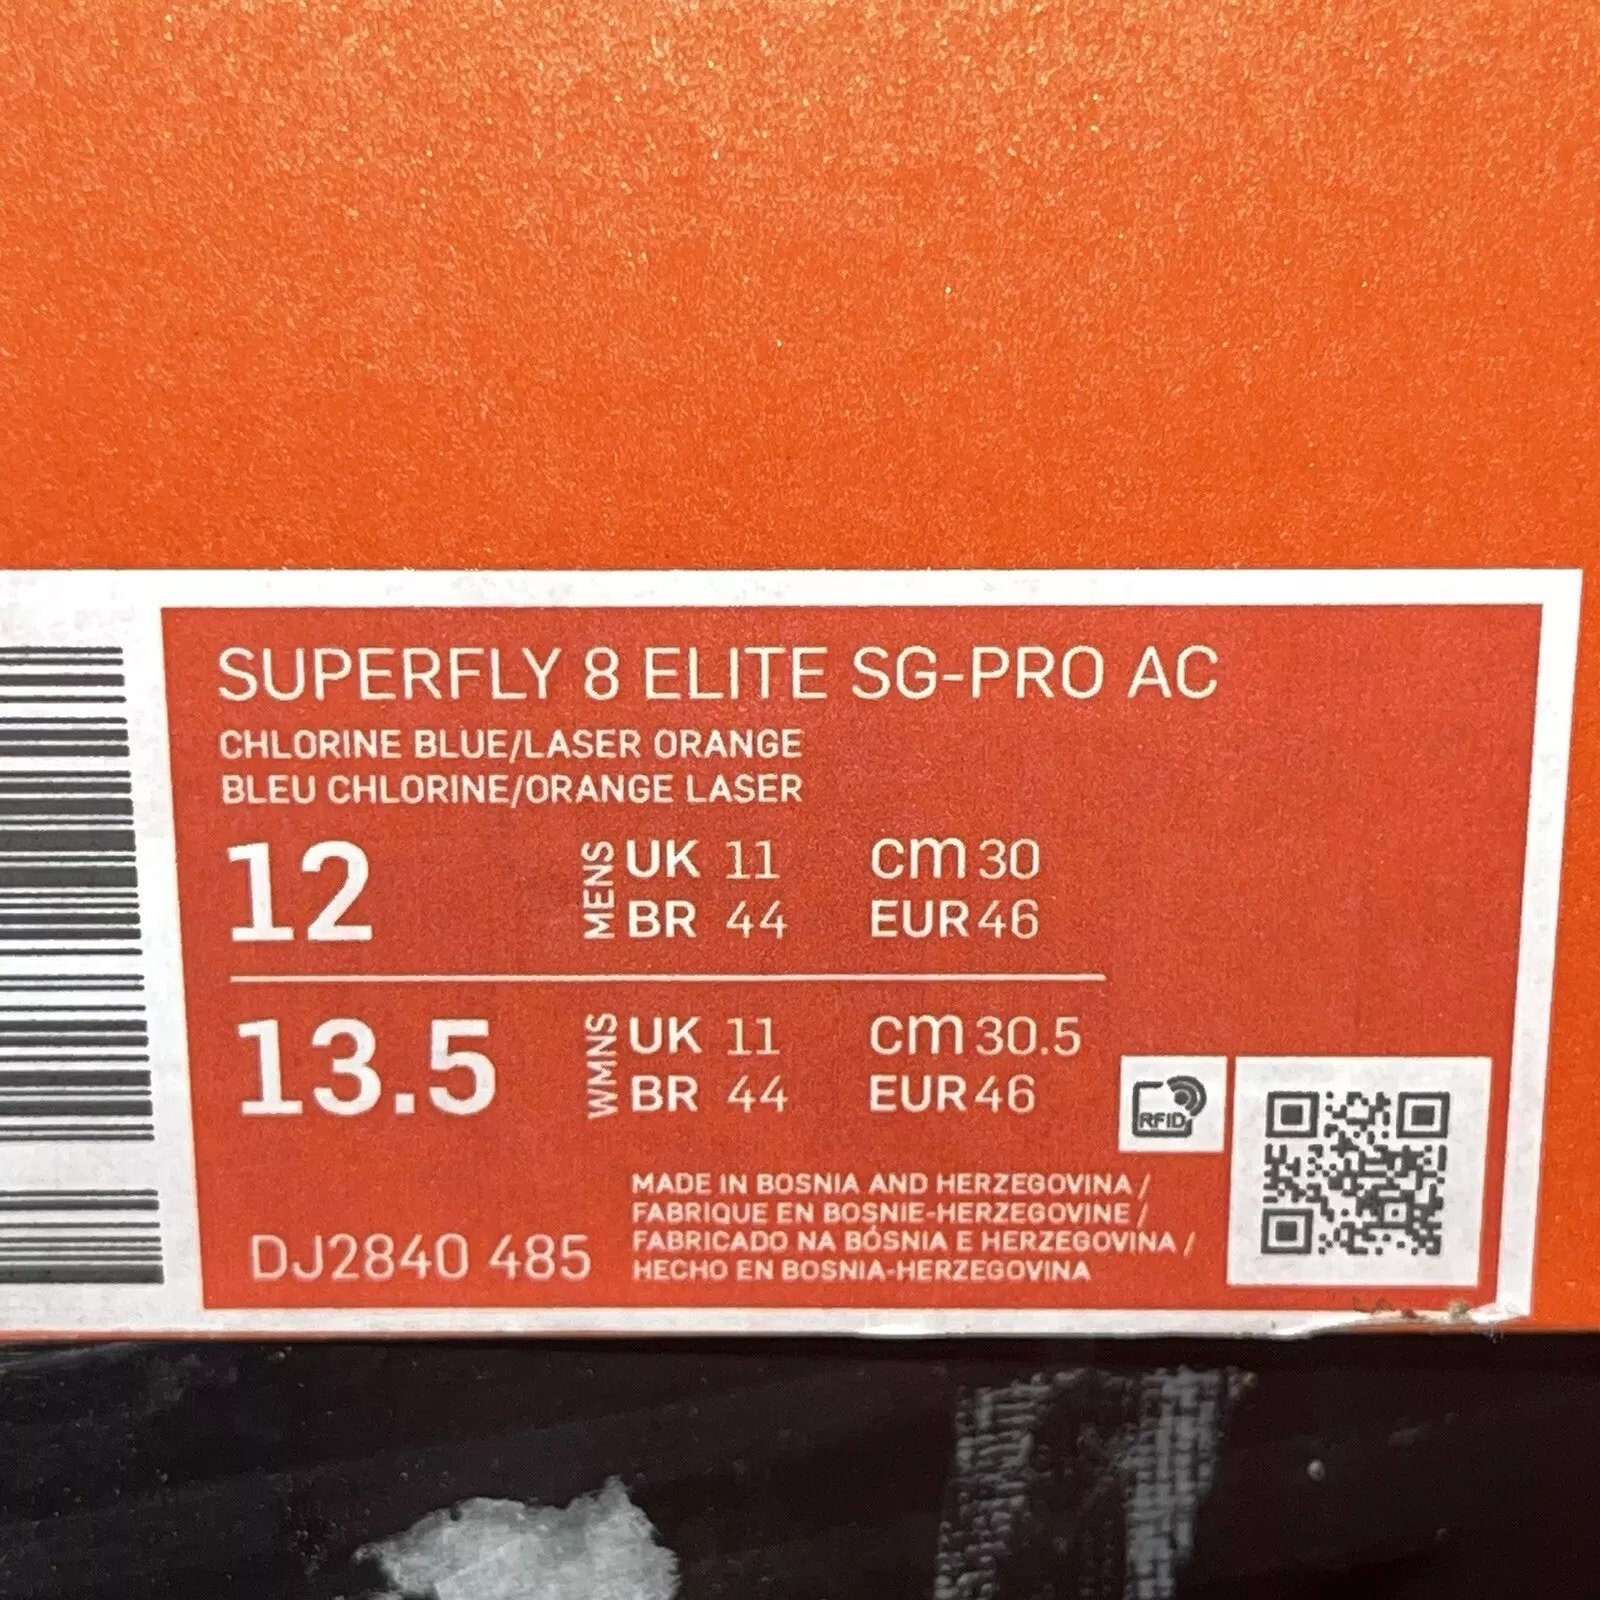 SUPERFLY 8 ELITE SG-PRO AC
CHLORINE BLUE/LASER ORANGE
BLEU CHLORINE/ORANGE LASER
12 MENS UK 11 cm 30
BR 44 EUR 46
13.5 WMNS UK 11 cm 30.5
BR 44 EUR 46
RFID
DJ2840 485
MADE IN BOSNIA AND HERZEGOVINA /
FABRIQUE EN BOSNIE-HERZEGOVINE /
FABRICADO NA BÓSNIA E HERZEGOVINA /
HECHO EN BOSNIA-HERZEGOVINA